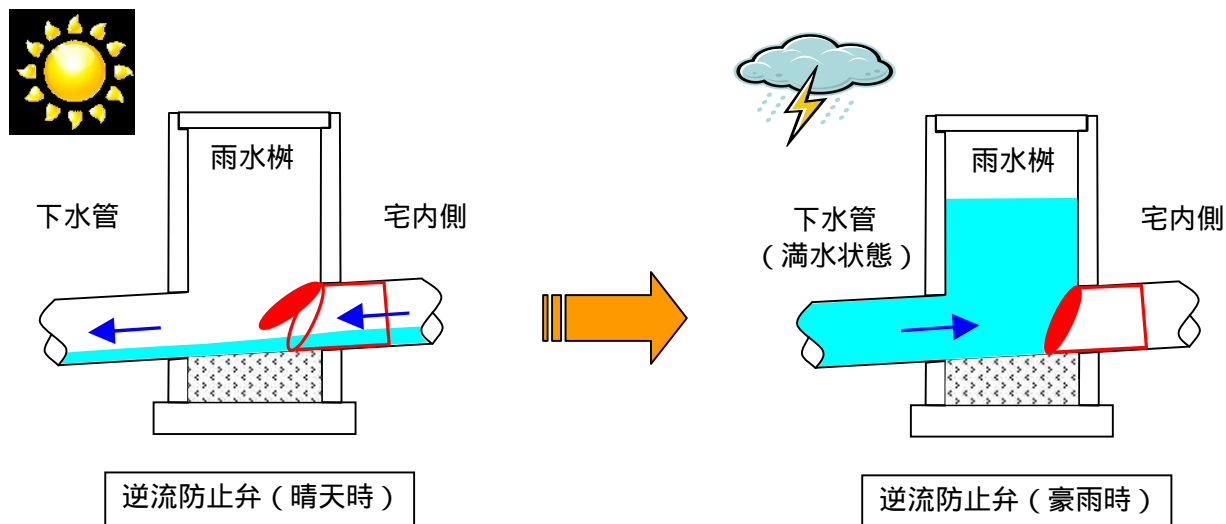 雨水桝
下水管
宅内側
逆流防止弁（晴天時）
雨水桝
下水管
（満水状態）
宅内側
逆流防止弁（豪雨時）